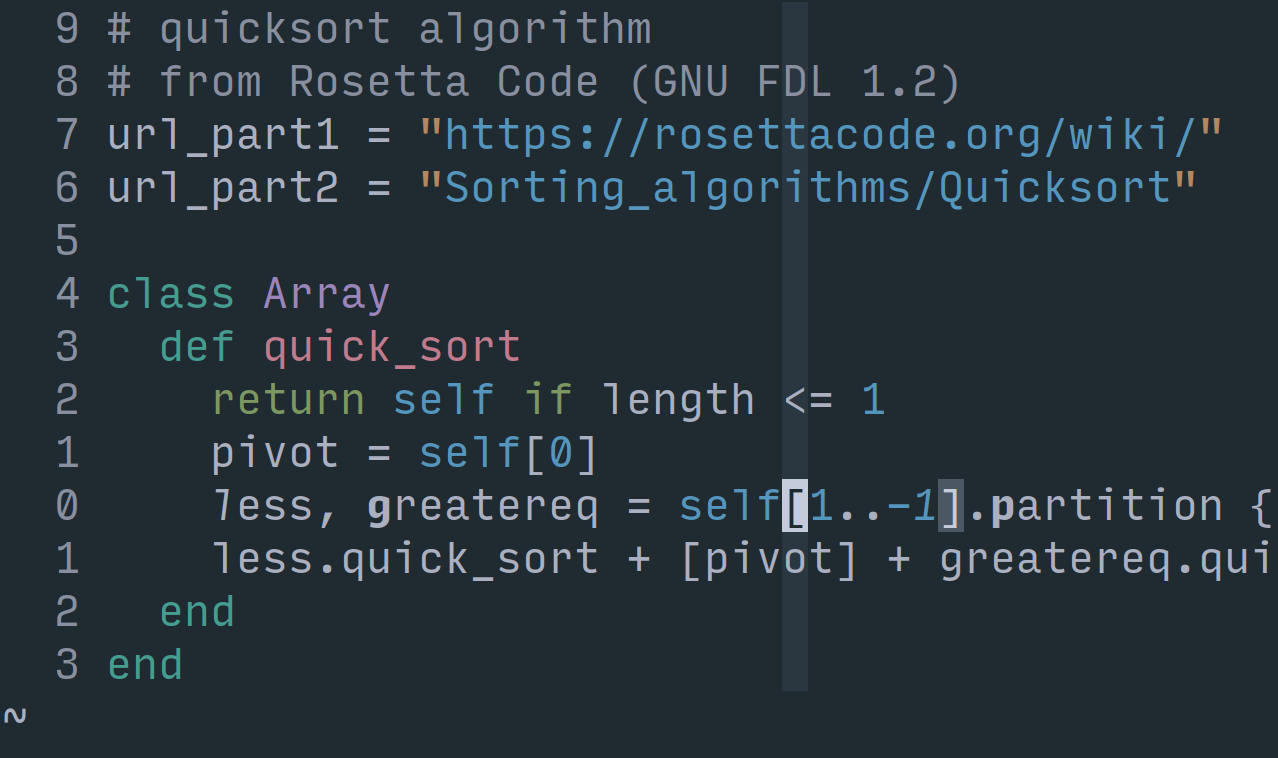 9 # quicksort algorithm
8 # from Rosetta Code (GNU FDL 1.2)
7 url_part1 = "https://rosettacode.org/wiki/"
6 url_part2 = "Sorting_algorithms/Quicksort"
5
4 class Array
3   def quick_sort
2     return self if length <= 1
1     pivot = self[0]
0     less, greatereq = self[1..-1].partition {
1     less.quick_sort + [pivot] + greatereq.qui
2   end
3 end
~